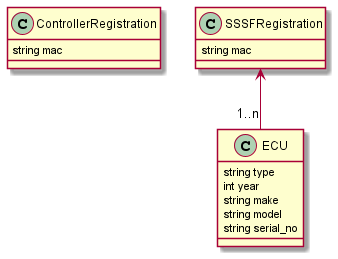 C ControllerRegistration
string mac
C SSSFRegistration
string mac
1..n
C ECU
string type
int year
string make
string model
string serial_no